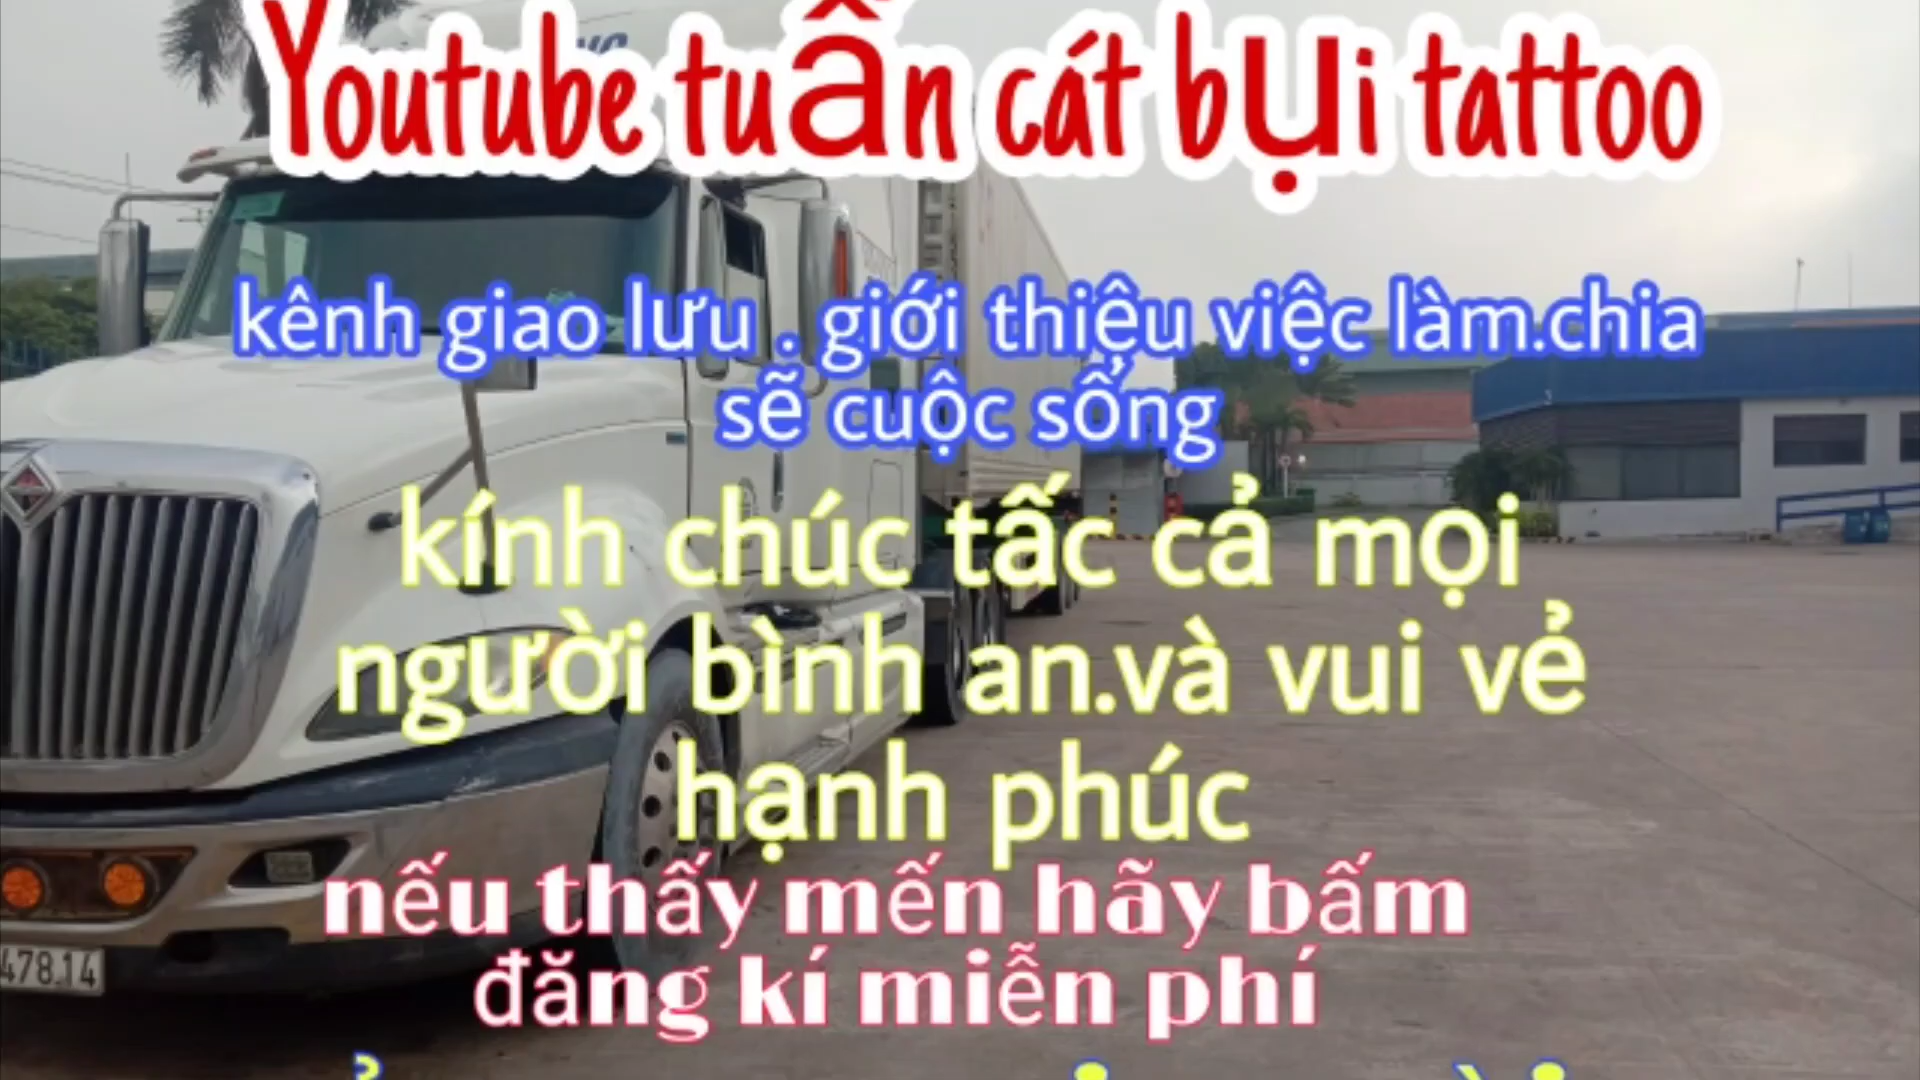 Youtube tuấn cát bụi tattoo
kênh giao lưu . giới thiệu việc làm.chia
sẽ cuộc sống
kính chúc tấc cả mọi
người bình an.và vui vẻ
hạnh phúc
nếu thấy mến hãy bấm
đăng kí miễn phí
478.14